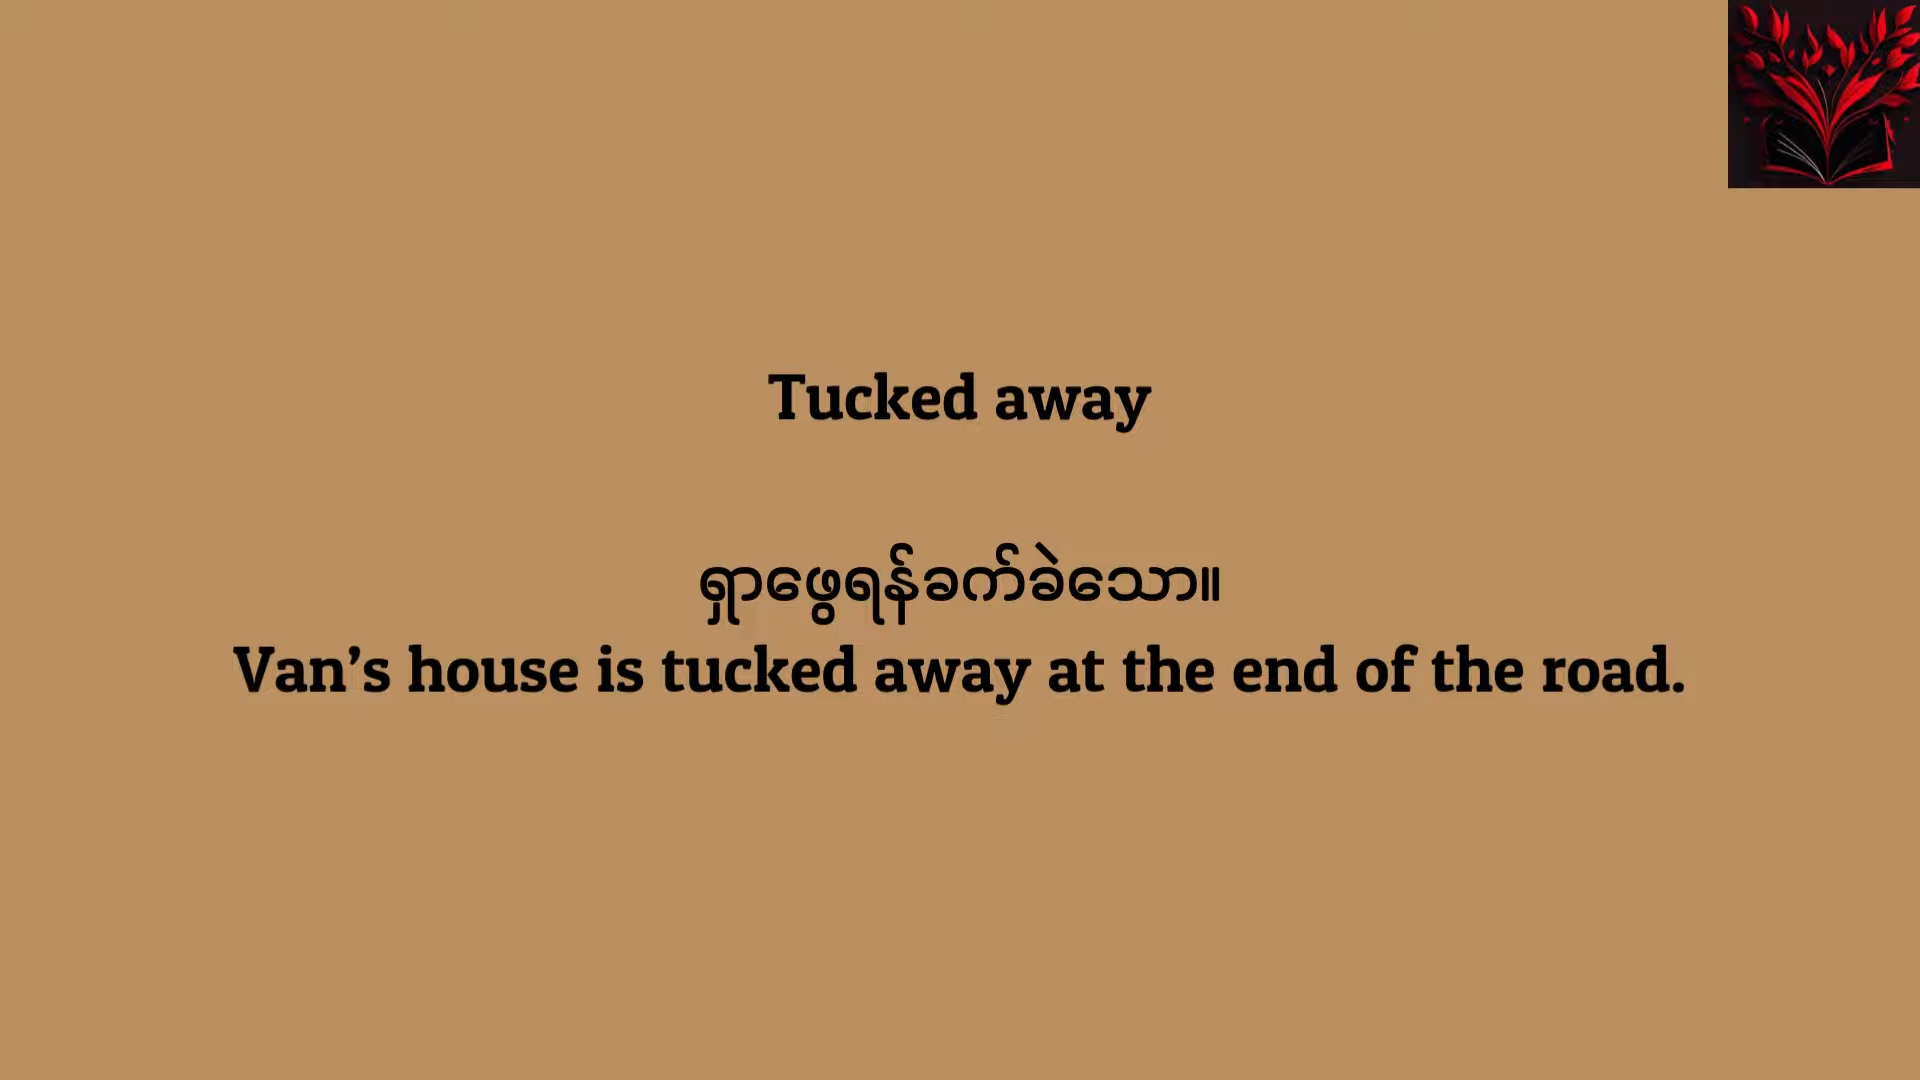 Tucked away
ရှာဖွေရန်ခက်ခဲသော။
Van’s house is tucked away at the end of the road.